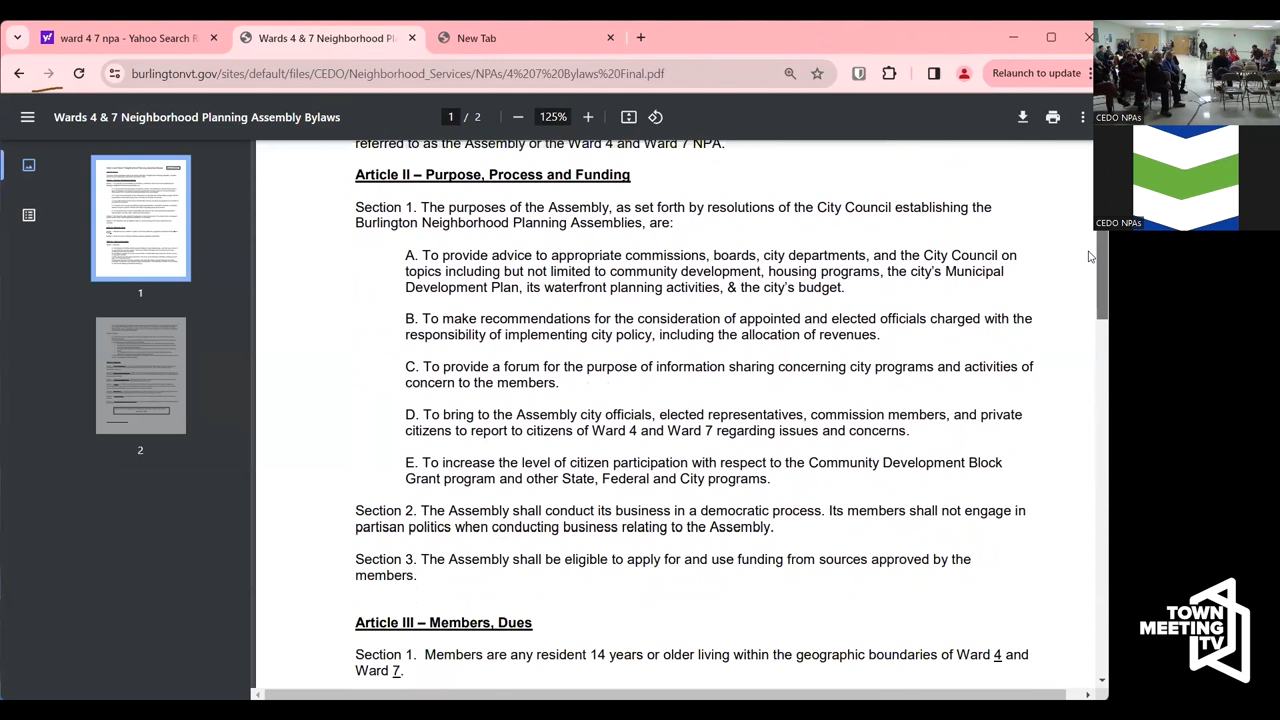 ward 4 7 npa - Yahoo Search R
Wards 4 & 7 Neighborhood Pl
New Tab
burlingtonvt.gov/sites/default/files/CEDO/Neighborhood_Services/NPAs/4%207%20Bylaws%20Final.pdf
Relaunch to update
Wards 4 & 7 Neighborhood Planning Assembly Bylaws
1 / 2
125%
CEDO NPAs
CEDO NPAs
1
2
referred to as the Assembly or the Ward 4 and Ward 7 NPA.
Article II – Purpose, Process and Funding
Section 1. The purposes of the Assembly, as set forth by resolutions of the City Council establishing the
Burlington Neighborhood Planning Assemblies, are:
A. To provide advice to appropriate commissions, boards, city departments, and the City Council on
topics including but not limited to community development, housing programs, the city's Municipal
Development Plan, its waterfront planning activities, & the city's budget.
B. To make recommendations for the consideration of appointed and elected officials charged with the
responsibility of implementing city policy, including the allocation of revenues.
C. To provide a forum for the purpose of information sharing concerning city programs and activities of
concern to the members.
D. To bring to the Assembly city officials, elected representatives, commission members, and private
citizens to report to citizens of Ward 4 and Ward 7 regarding issues and concerns.
E. To increase the level of citizen participation with respect to the Community Development Block
Grant program and other State, Federal and City programs.
Section 2. The Assembly shall conduct its business in a democratic process. Its members shall not engage in
partisan politics when conducting business relating to the Assembly.
Section 3. The Assembly shall be eligible to apply for and use funding from sources approved by the
members.
Article III – Members, Dues
Section 1. Members are any resident 14 years or older living within the geographic boundaries of Ward 4 and
Ward 7.
TOWN
MEETING
TV